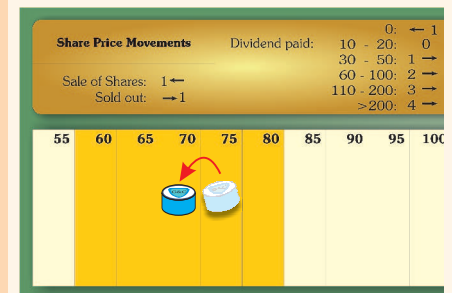 Share Price Movements
Dividend paid:
0: ← 1
10 - 20: 0
30 - 50: 1 →
60 - 100: 2 →
110 - 200: 3 →
>200: 4 →
Sale of Shares: 1←
Sold out: →1
55 60 65 70 75 80 85 90 95 100